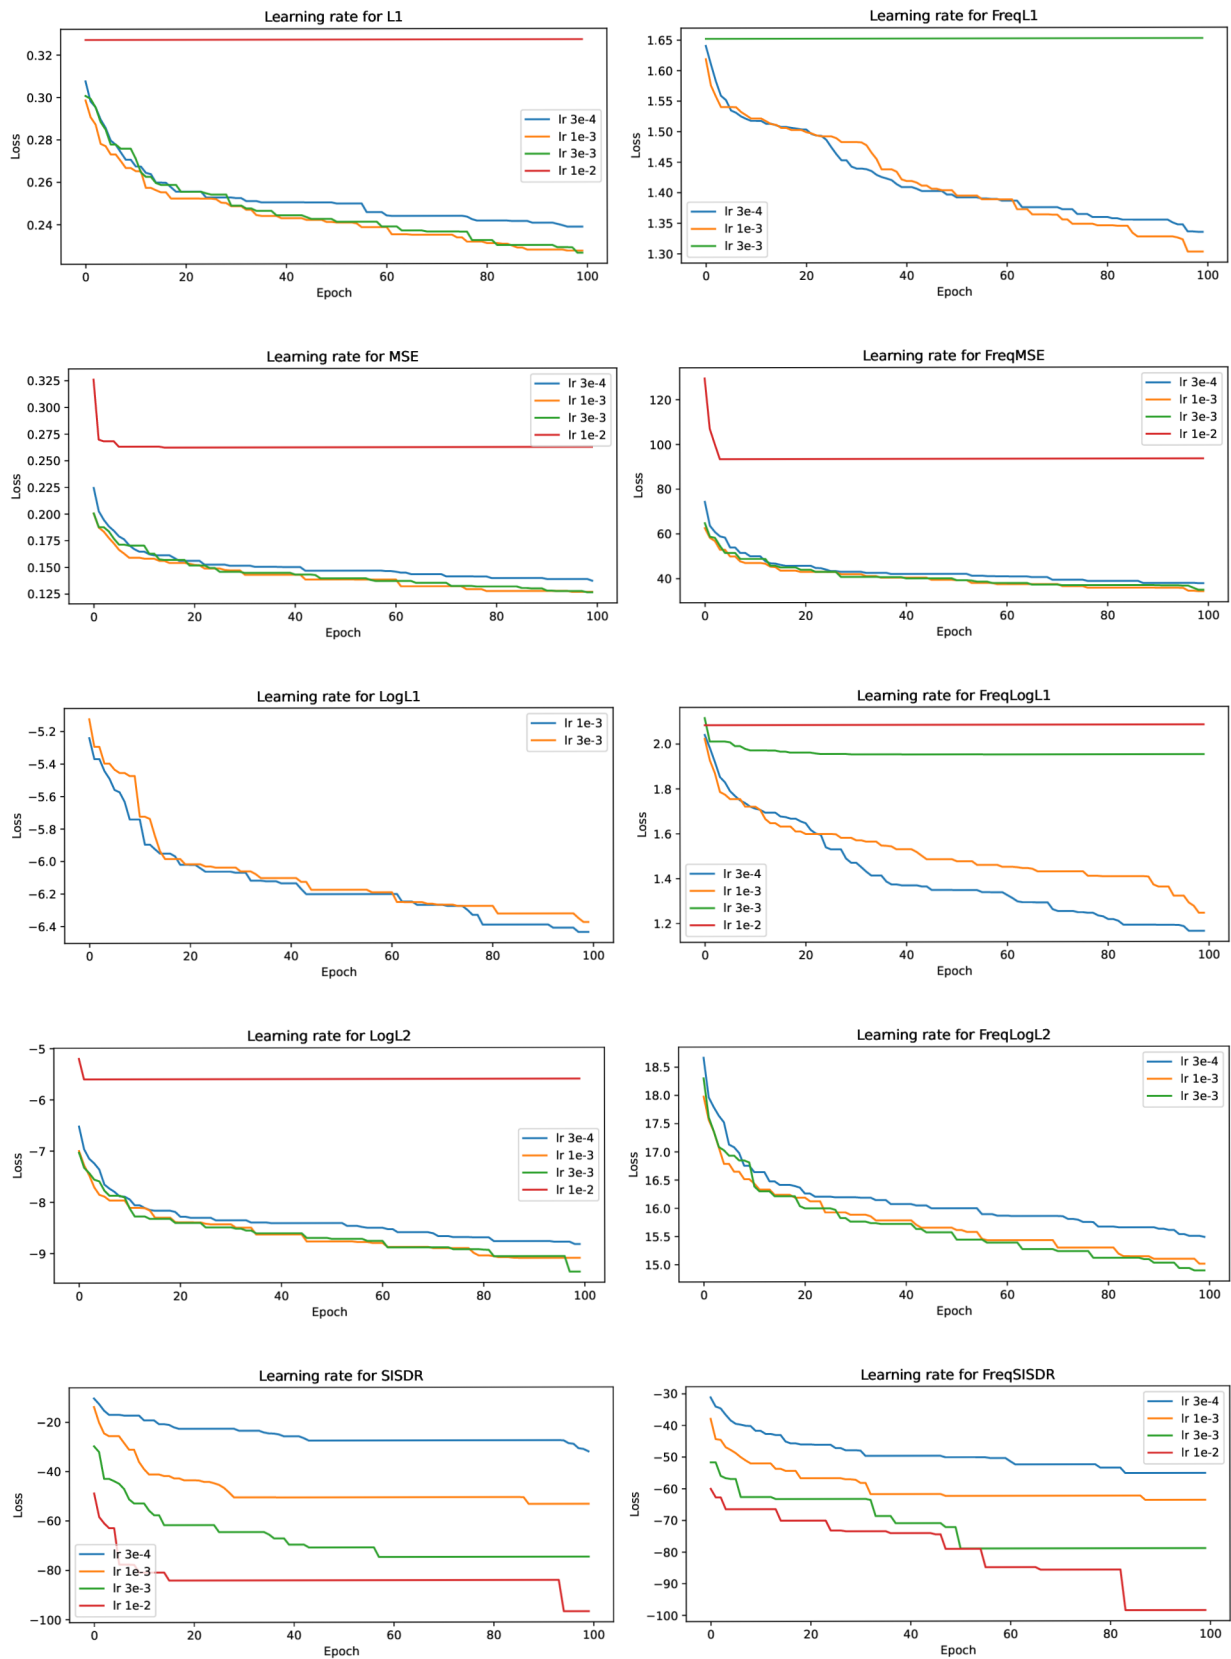 Learning rate for L1
Loss
0.32
0.30
0.28
0.26
0.24
lr 3e-4
lr 1e-3
lr 3e-3
lr 1e-2
0 20 40 60 80 100
Epoch
Learning rate for FreqL1
Loss
1.65
1.60
1.55
1.50
1.45
1.40
1.35
1.30
lr 3e-4
lr 1e-3
lr 3e-3
0 20 40 60 80 100
Epoch
Learning rate for MSE
Loss
0.325
0.300
0.275
0.250
0.225
0.200
0.175
0.150
0.125
lr 3e-4
lr 1e-3
lr 3e-3
lr 1e-2
0 20 40 60 80 100
Epoch
Learning rate for FreqMSE
Loss
120
100
80
60
40
lr 3e-4
lr 1e-3
lr 3e-3
lr 1e-2
0 20 40 60 80 100
Epoch
Learning rate for LogL1
Loss
−5.2
−5.4
−5.6
−5.8
−6.0
−6.2
−6.4
lr 1e-3
lr 3e-3
0 20 40 60 80 100
Epoch
Learning rate for FreqLogL1
Loss
2.0
1.8
1.6
1.4
1.2
lr 3e-4
lr 1e-3
lr 3e-3
lr 1e-2
0 20 40 60 80 100
Epoch
Learning rate for LogL2
Loss
−5
−6
−7
−8
−9
lr 3e-4
lr 1e-3
lr 3e-3
lr 1e-2
0 20 40 60 80 100
Epoch
Learning rate for FreqLogL2
Loss
18.5
18.0
17.5
17.0
16.5
16.0
15.5
15.0
lr 3e-4
lr 1e-3
lr 3e-3
0 20 40 60 80 100
Epoch
Learning rate for SISDR
Loss
−20
−40
−60
−80
−100
lr 3e-4
lr 1e-3
lr 3e-3
lr 1e-2
0 20 40 60 80 100
Epoch
Learning rate for FreqSISDR
Loss
−30
−40
−50
−60
−70
−80
−90
−100
lr 3e-4
lr 1e-3
lr 3e-3
lr 1e-2
0 20 40 60 80 100
Epoch